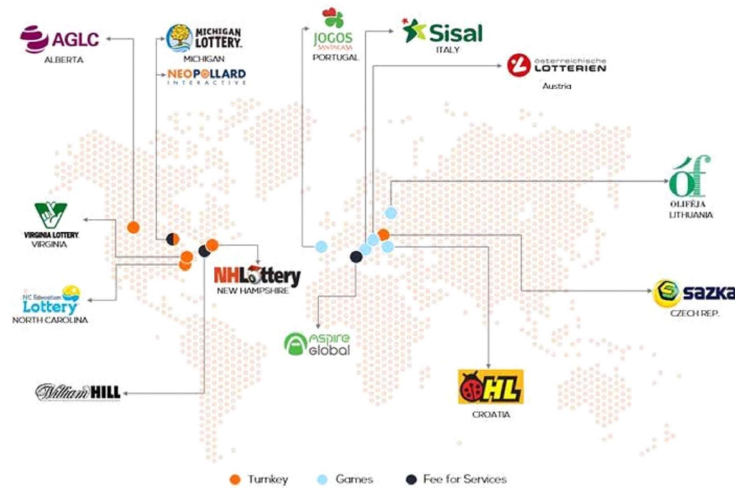 AGLC
ALBERTA
MICHIGAN
LOTTERY
MICHIGAN
NEOPOLLARD
INTERACTIVE
JOGOS
SANTACASA
PORTUGAL
Sisal
ITALY
österreichische
LOTTERIEN
Austria
VIRGINIA LOTTERY
VIRGINIA
óf
OLIFĖJA
LITHUANIA
NHLottery
NEW HAMPSHIRE
NC Education
Lottery
NORTH CAROLINA
SAZKA
CZECH REP.
ASpire
GLobal
William HILL
HL
CROATIA
Turnkey
Games
Fee for Services